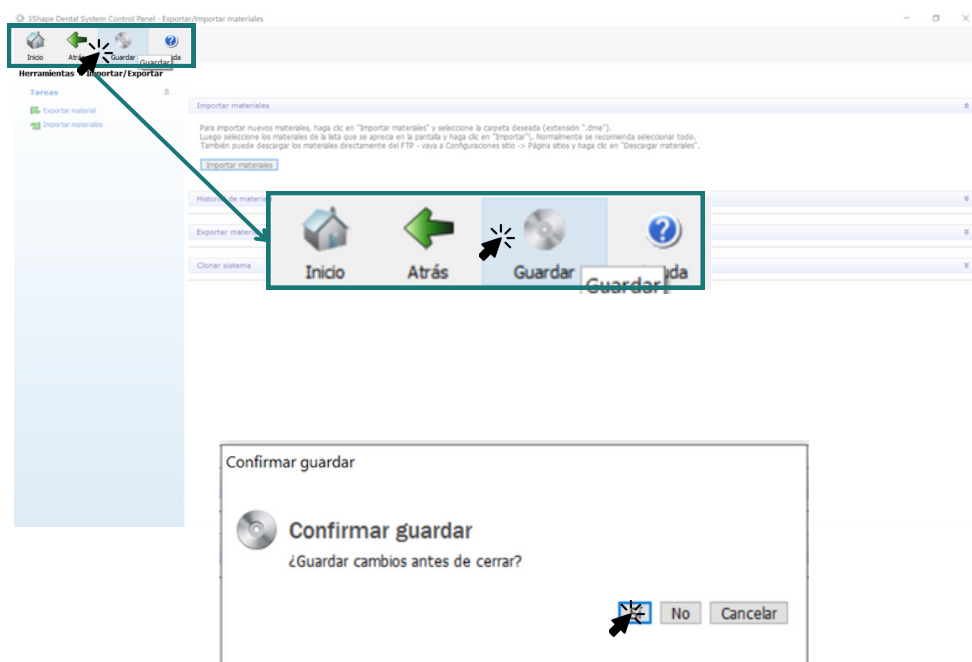 3Shape Dental System Control Panel - Exportar/Importar materiales
Inicio
Atrás
Guardar
Guardar
Herramientas
Importar/Exportar
Tareas
Exportar material
Importar materiales
Importar materiales
Para importar nuevos materiales, haga clic en "Importar materiales" y seleccione la carpeta deseada (extensión ".dme").
Luego seleccione los materiales de la lista que se aprecia en la pantalla y haga clic en "Importar"\. Normalmente se recomienda seleccionar todo.
También puede descargar los materiales directamente del FTP - vaya a Configuraciones sitio -> Página sitios y haga clic en "Descargar materiales".
Importar materiales
Exportar
Clonar sistema
Inicio
Atrás
Guardar
Guardar
Confirmar guardar
Confirmar guardar
¿Guardar cambios antes de cerrar?
No
Cancelar